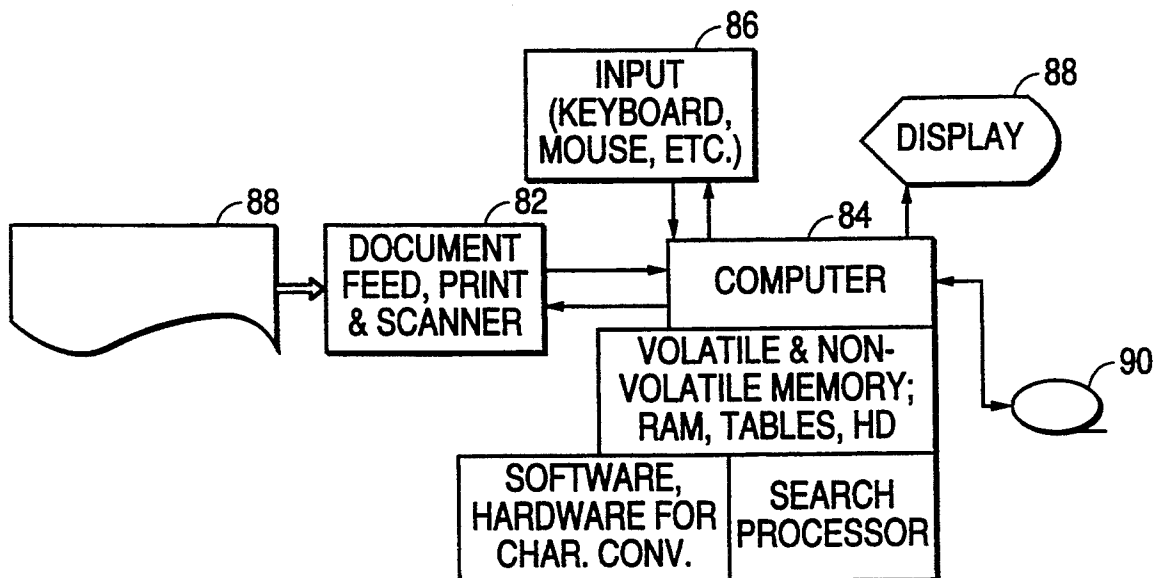 86
INPUT
(KEYBOARD,
MOUSE, ETC.)
88
DISPLAY
88
82
DOCUMENT
FEED, PRINT
& SCANNER
84
COMPUTER
VOLATILE & NON-
VOLATILE MEMORY;
RAM, TABLES, HD
90
SOFTWARE,
HARDWARE FOR
CHAR. CONV.
SEARCH
PROCESSOR